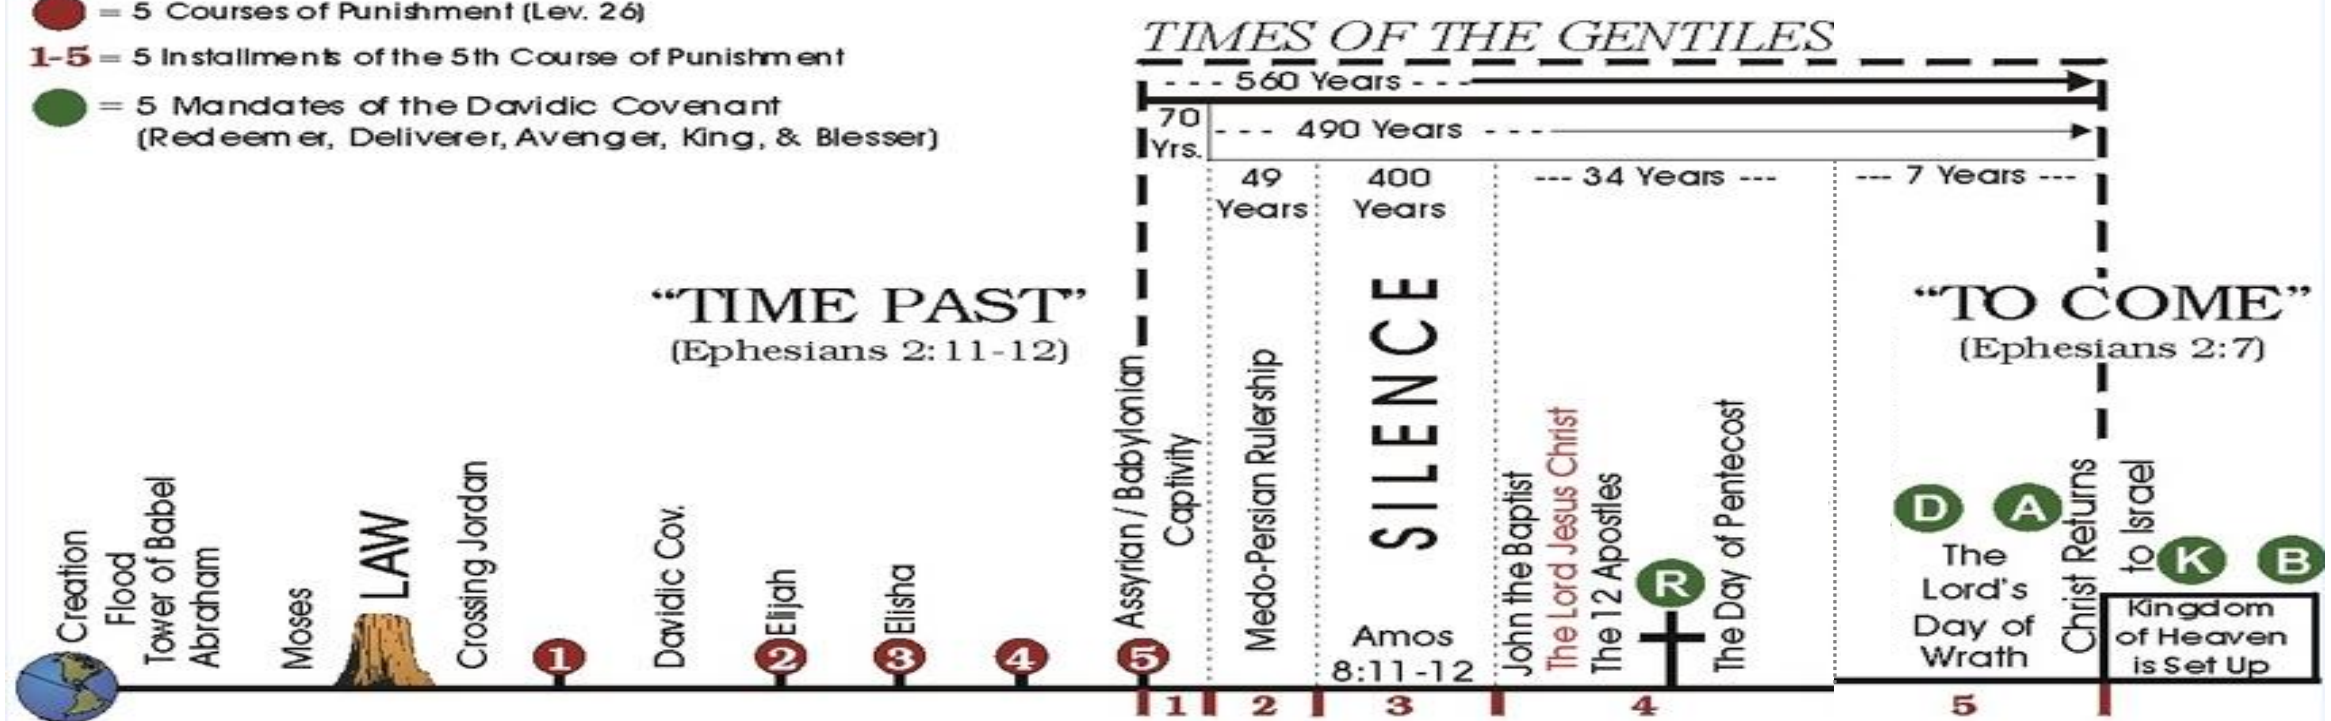 = 5 Courses of Punishment (Lev. 26)
1-5 = 5 Installments of the 5th Course of Punishment
= 5 Mandates of the Davidic Covenant
(Redeemer, Deliverer, Avenger, King, & Blesser)
TIMES OF THE GENTILES
- - - 560 Years - - -
70
Yrs.
- - - 490 Years - - -
49
Years
400
Years
--- 34 Years ---
--- 7 Years ---
"TIME PAST"
(Ephesians 2:11-12)
"TO COME"
(Ephesians 2:7)
Creation
Flood
Tower of Babel
Abraham
Moses
LAW
Crossing Jordan
1
Davidic Cov.
2
Elijah
3
Elisha
4
5
Assyrian / Babylonian
Captivity
Medo-Persian Rulership
SILENCE
Amos
8:11-12
John the Baptist
The Lord Jesus Christ
The 12 Apostles
R
The Day of Pentecost
D
A
The
Lord's
Day of
Wrath
Christ Returns
to Israel
K
B
Kingdom
of Heaven
is Set Up
1
2
3
4
5